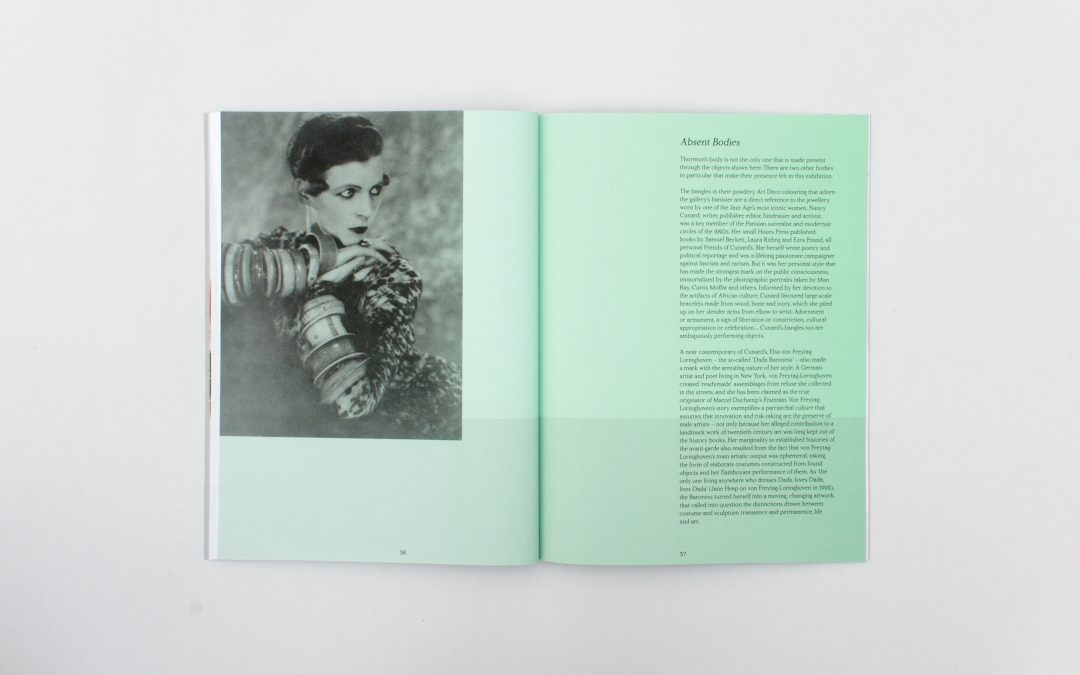 Absent Bodies
Thornton's body is not the only one that is made present
through the objects shown here. There are two other bodies
in particular that make their presence felt in this exhibition.
The bangles in their powdery Art Deco colouring that adorn
the gallery's banister are a direct reference to the jewellery
worn by one of the Jazz Age's most iconic women. Nancy
Cunard, writer, publisher, editor fundraiser and activist,
was a key member of the Parisian surrealist and modernist
circles of the 1920s. Her small Hours Press published
books by Samuel Beckett, Laura Riding and Ezra Pound, all
personal friends of Cunard's. She herself wrote poetry and
political reportage and was a lifelong passionate campaigner
against fascism and racism. But it was her personal style that
has made the strongest mark on the public consciousness,
immortalized by the photographic portraits taken by Man
Ray, Curtis Moffat and others. Informed by her devotion to
the artifacts of African culture, Cunard favoured large-scale
bracelets made from wood, bone and ivory, which she piled
up on her slender arms from elbow to wrist. Adornment
or armament, a sign of liberation or constriction, cultural
appropriation or celebration ... Cunard's bangles too are
ambiguously performing objects.
A near contemporary of Cunard's, Elsa von Freytag-
Loringhoven – the so-called 'Dada Baroness' – also made
a mark with the arresting nature of her style. A German
artist and poet living in New York, von Freytag-Loringhoven
created 'readymade' assemblages from refuse she collected
in the streets, and she has been claimed as the true
originator of Marcel Duchamp's Fountain. Von Freytag-
Loringhoven's story exemplifies a patriarchal culture that
assumes that innovation and risk-taking are the preserve of
male artists – not only because her alleged contribution to a
landmark work of twentieth century art was long kept out of
the history books. Her marginality to established histories of
the avant-garde also resulted from the fact that von Freytag-
Loringhoven's main artistic output was ephemeral, taking
the form of elaborate costumes constructed from found
objects and her flamboyant performance of them. As 'the
only one living anywhere who dresses Dada, loves Dada,
lives Dada' (Jane Heap on von Freytag-Loringhoven in 1922),
the Baroness turned herself into a moving, changing artwork
that called into question the distinctions drawn between
costume and sculpture, transience and permanence, life
and art.
36
37